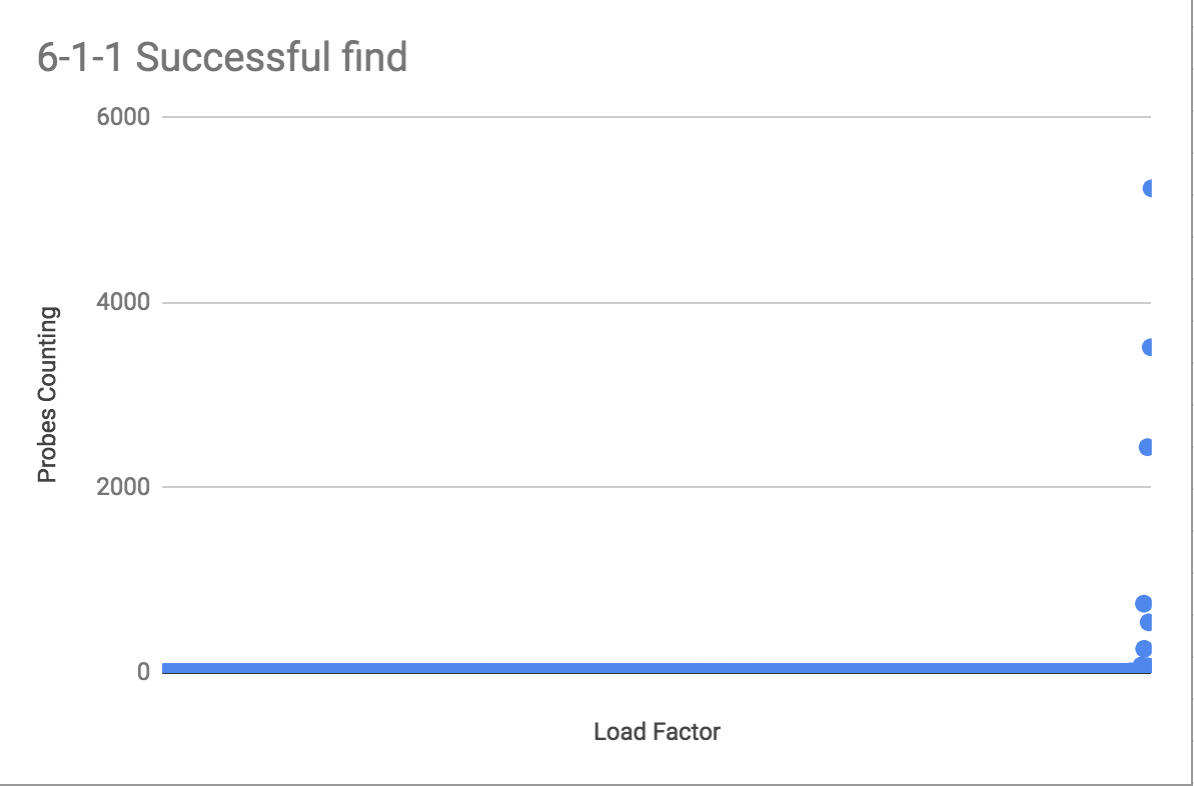 6-1-1 Successful find
6000
4000
2000
0
Probes Counting
Load Factor